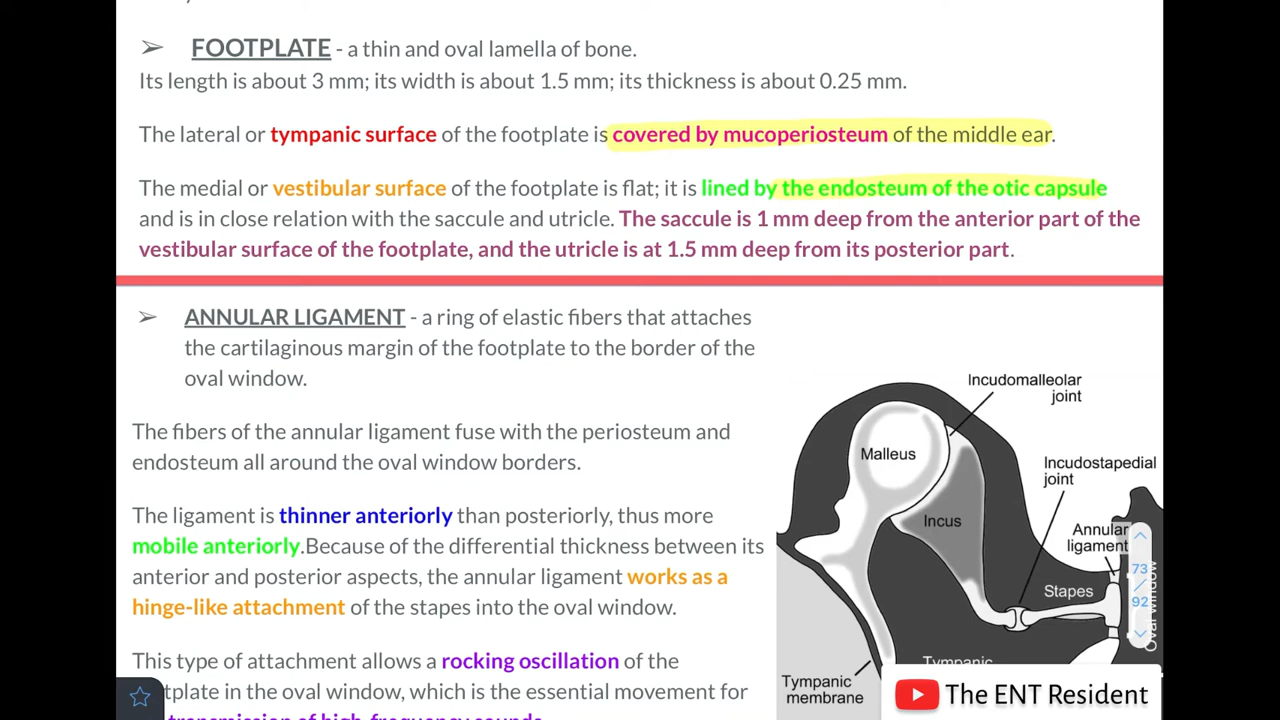 ➢ FOOTPLATE - a thin and oval lamella of bone.
Its length is about 3 mm; its width is about 1.5 mm; its thickness is about 0.25 mm.
The lateral or tympanic surface of the footplate is covered by mucoperiosteum of the middle ear.
The medial or vestibular surface of the footplate is flat; it is lined by the endosteum of the otic capsule
and is in close relation with the saccule and utricle. The saccule is 1 mm deep from the anterior part of the
vestibular surface of the footplate, and the utricle is at 1.5 mm deep from its posterior part.
➢ ANNULAR LIGAMENT - a ring of elastic fibers that attaches
the cartilaginous margin of the footplate to the border of the
oval window.
The fibers of the annular ligament fuse with the periosteum and
endosteum all around the oval window borders.
The ligament is thinner anteriorly than posteriorly, thus more
mobile anteriorly.Because of the differential thickness between its
anterior and posterior aspects, the annular ligament works as a
hinge-like attachment of the stapes into the oval window.
This type of attachment allows a rocking oscillation of the
tplate in the oval window, which is the essential movement for
transmission of high-frequency sounds
Incudomalleolar
joint
Malleus
Incudostapedial
joint
Incus
Annular
ligament
Stapes
Oval window
Tympanic
Tympanic
membrane
73
/
92
The ENT Resident